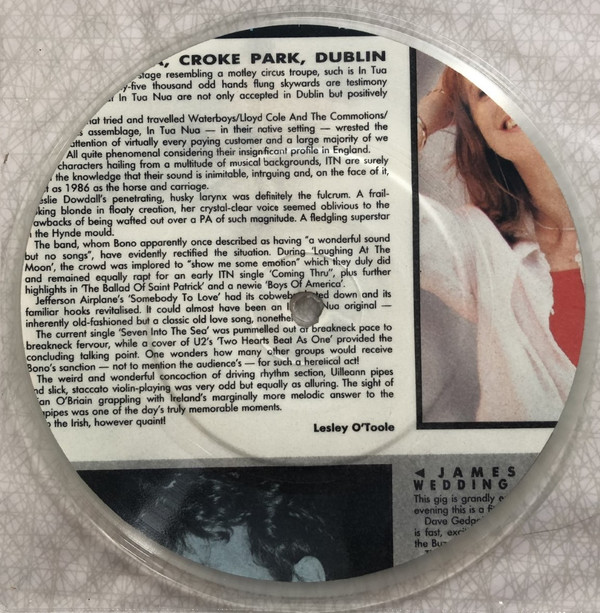 , CROKE PARK, DUBLIN
stage resembling a motley circus troupe, such is In Tua
-five thousand odd hands flung skywards are testimony
In Tua Nua are not only accepted in Dublin but positively
that tried and travelled Waterboys/Lloyd Cole And The Commotions/
assemblage, In Tua Nua — in their native setting — wrested the
attention of virtually every paying customer and a large majority of we
All quite phenomenal considering their insignficant profile in England.
characters hailing from a multitude of musical backgrounds, ITN are surely
the knowledge that their sound is inimitable, intrguing and, on the face of it,
as 1986 as the horse and carriage.
eslie Dowdall's penetrating, husky larynx was definitely the fulcrum. A frail-
king blonde in floaty creation, her crystal-clear voice seemed oblivious to the
awbacks of being wafted out over a PA of such magnitude. A fledgling superstar
the Hynde mould.
The band, whom Bono apparently once described as having "a wonderful sound
but no songs", have evidently rectified the situation. During 'Laughing At The
Moon', the crowd was implored to "show me some emotion" which they duly did
and remained equally rapt for an early ITN single 'Coming Thru'', plus further
highlights in 'The Ballad Of Saint Patrick' and a newie 'Boys Of America'.
Jefferson Airplane's 'Somebody To Love' had its cobweb ted down and its
familiar hooks revitalised. It could almost have been an I Nua original —
inherently old-fashioned but a classic old love song, nonethel
The current single 'Seven Into The Sea' was pummelled out at breakneck pace to
breakneck fervour, while a cover of U2's 'Two Hearts Beat As One' provided the
concluding talking point. One wonders how many other groups would receive
Bono's sanction — not to mention the audience's — for such a heretical act!
The weird and wonderful concoction of driving rhythm section, Uilleann pipes
nd slick, staccato violin-playing was very odd but equally as alluring. The sight of
an O'Briain grappling with Ireland's marginally more melodic answer to the
pipes was one of the day's truly memorable moments.
the Irish, however quaint!
Lesley O'Toole
◄ JAMES
WEDDING
This gig is grandly e
evening this is a fi
Dave Gedge
is fast, exci
the Bu